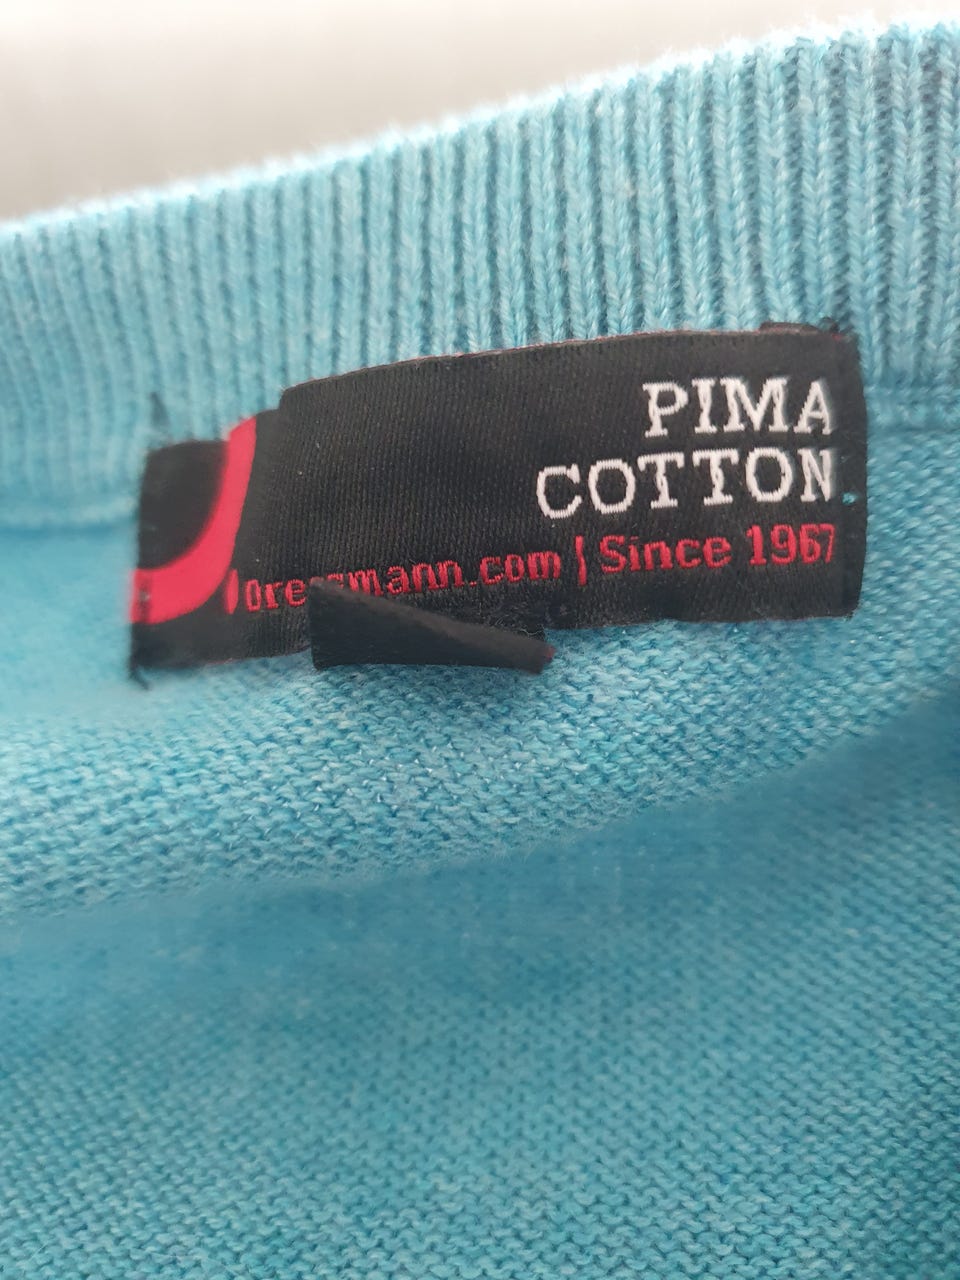 PIMA
COTTON
Dressmann.com | Since 1967